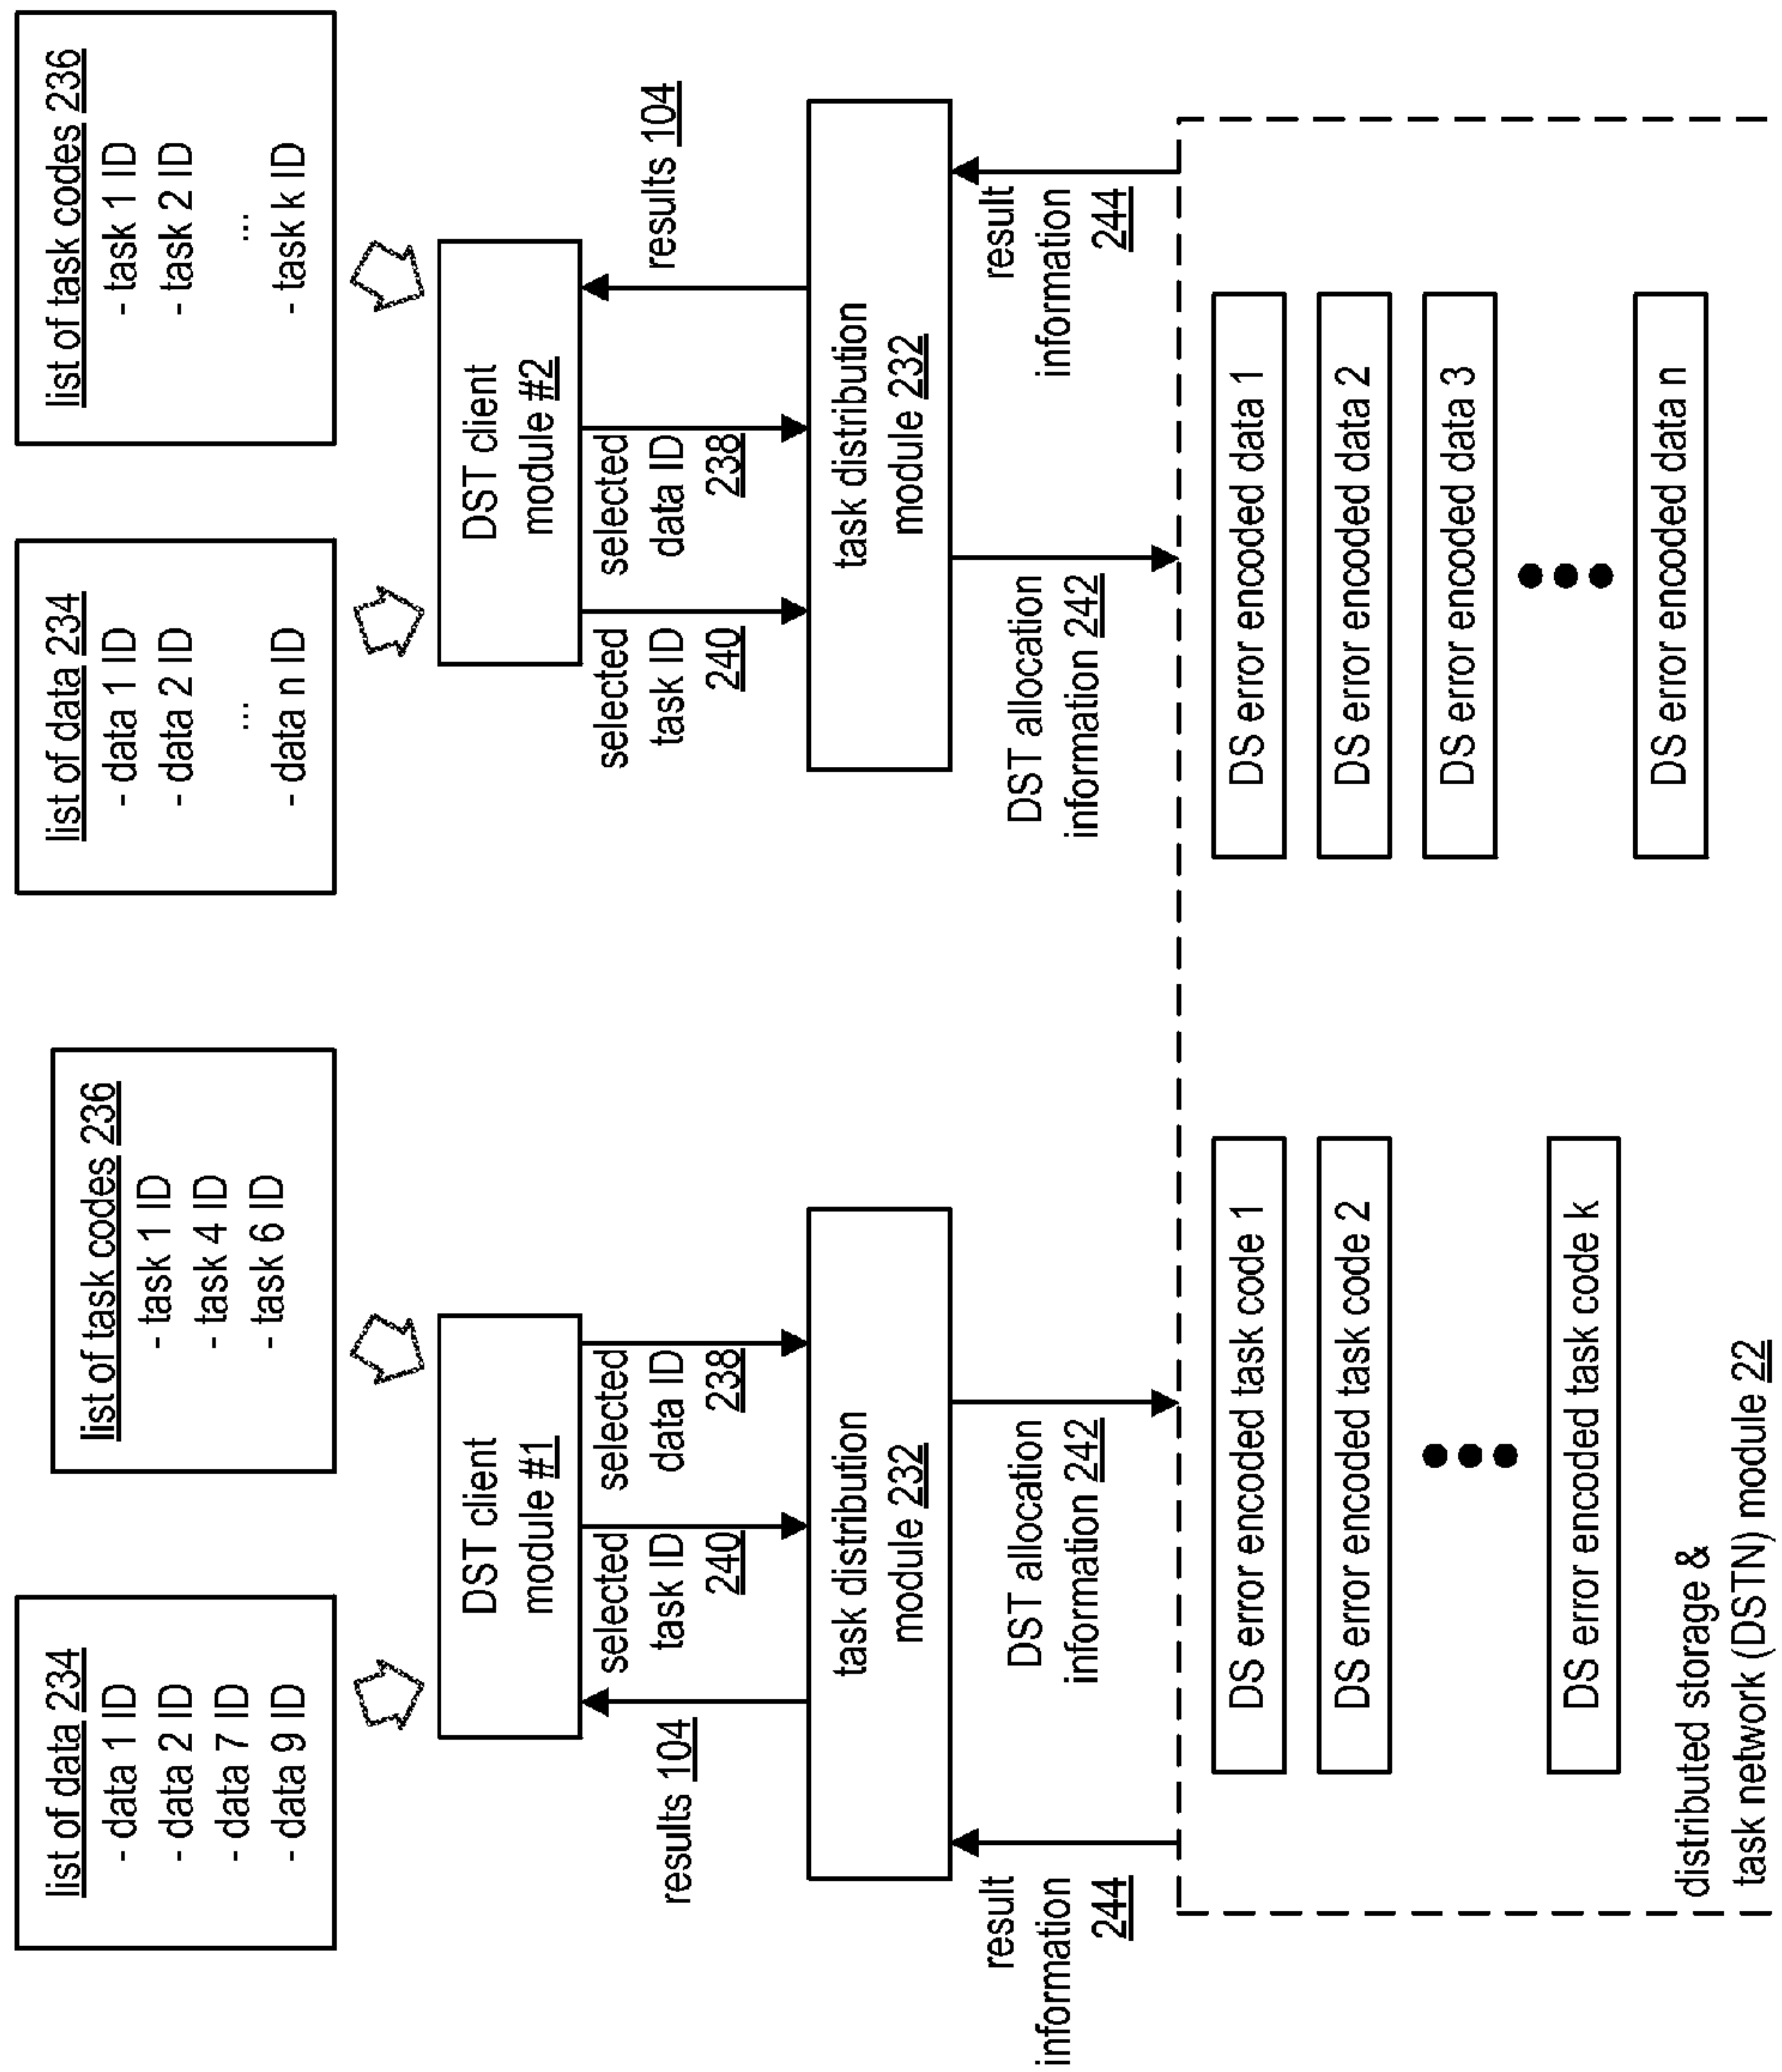 list of data 234
- data 1 ID
- data 2 ID
- data 7 ID
- data 9 ID
list of task codes 236
- task 1 ID
- task 4 ID
- task 6 ID
list of data 234
- data 1 ID
- data 2 ID
...
- data n ID
list of task codes 236
- task 1 ID
- task 2 ID
...
- task k ID
DST client
module #1
DST client
module #2
results 104
selected
task ID
240
selected
data ID
238
selected
task ID
240
selected
data ID
238
results 104
task distribution
module 232
task distribution
module 232
result
information
244
DST allocation
information 242
DST allocation
information 242
result
information
244
DS error encoded task code 1
DS error encoded task code 2
DS error encoded task code k
DS error encoded data 1
DS error encoded data 2
DS error encoded data 3
DS error encoded data n
distributed storage &
task network (DSTN) module 22